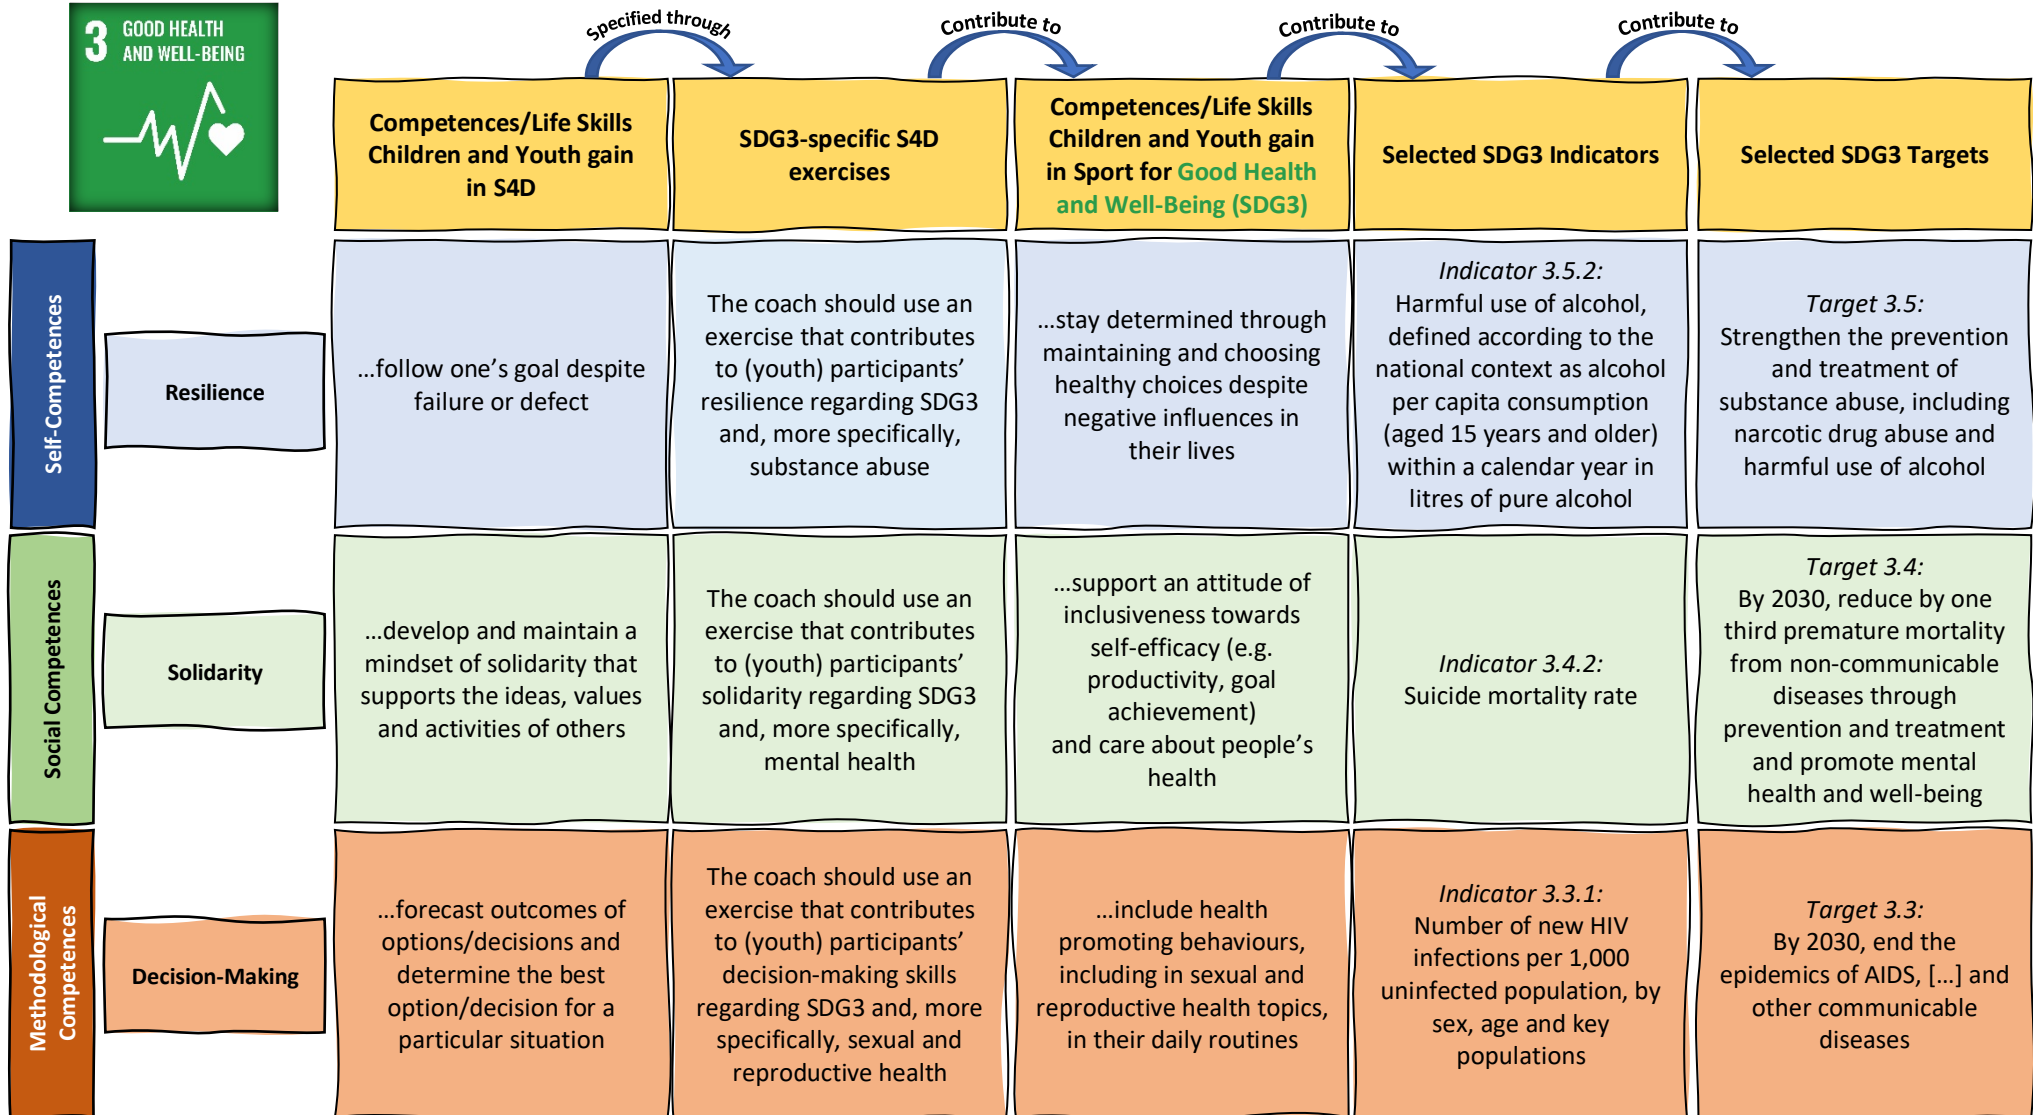 3 GOOD HEALTH
AND WELL-BEING
Specified through
Contribute to
Contribute to
Contribute to
Competences/Life Skills
Children and Youth gain
in S4D
SDG3-specific S4D
exercises
Competences/Life Skills
Children and Youth gain
in Sport for Good Health
and Well-Being (SDG3)
Selected SDG3 Indicators
Selected SDG3 Targets
Self-Competences
Resilience
...follow one's goal despite
failure or defect
The coach should use an
exercise that contributes
to (youth) participants'
resilience regarding SDG3
and, more specifically,
substance abuse
...stay determined through
maintaining and choosing
healthy choices despite
negative influences in
their lives
Indicator 3.5.2:
Harmful use of alcohol,
defined according to the
national context as alcohol
per capita consumption
(aged 15 years and older)
within a calendar year in
litres of pure alcohol
Target 3.5:
Strengthen the prevention
and treatment of
substance abuse, including
narcotic drug abuse and
harmful use of alcohol
Social Competences
Solidarity
...develop and maintain a
mindset of solidarity that
supports the ideas, values
and activities of others
The coach should use an
exercise that contributes
to (youth) participants'
solidarity regarding SDG3
and, more specifically,
mental health
...support an attitude of
inclusiveness towards
self-efficacy (e.g.
productivity, goal
achievement)
and care about people's
health
Indicator 3.4.2:
Suicide mortality rate
Target 3.4:
By 2030, reduce by one
third premature mortality
from non-communicable
diseases through
prevention and treatment
and promote mental
health and well-being
Methodological
Competences
Decision-Making
...forecast outcomes of
options/decisions and
determine the best
option/decision for a
particular situation
The coach should use an
exercise that contributes
to (youth) participants'
decision-making skills
regarding SDG3 and, more
specifically, sexual and
reproductive health
...include health
promoting behaviours,
including in sexual and
reproductive health topics,
in their daily routines
Indicator 3.3.1:
Number of new HIV
infections per 1,000
uninfected population, by
sex, age and key
populations
Target 3.3:
By 2030, end the
epidemics of AIDS, [...] and
other communicable
diseases